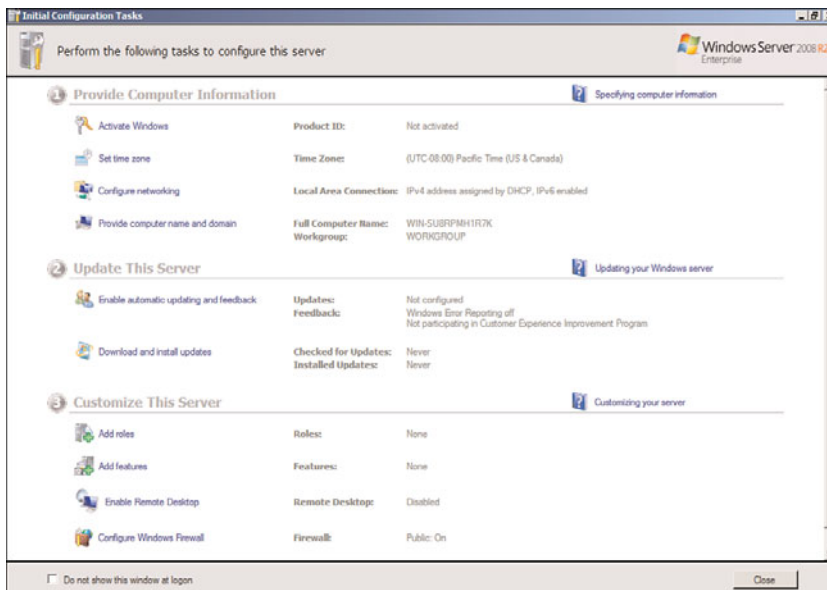 Initial Configuration Tasks
Perform the following tasks to configure this server
Windows Server 2008 R2
Enterprise
1 Provide Computer Information
Specifying computer information
Activate Windows Product ID: Not activated
Set time zone Time Zone: (UTC-08:00) Pacific Time (US & Canada)
Configure networking Local Area Connection: IPv4 address assigned by DHCP, IPv6 enabled
Provide computer name and domain Full Computer Name: WIN-SU8RPMH1R7K
Workgroup: WORKGROUP
2 Update This Server
Updating your Windows server
Enable automatic updating and feedback Updates: Not configured
Feedback: Windows Error Reporting off
Not participating in Customer Experience Improvement Program
Download and install updates Checked for Updates: Never
Installed Updates: Never
3 Customize This Server
Customizing your server
Add roles Roles: None
Add features Features: None
Enable Remote Desktop Remote Desktop: Disabled
Configure Windows Firewall Firewall: Public: On
Do not show this window at logon
Close